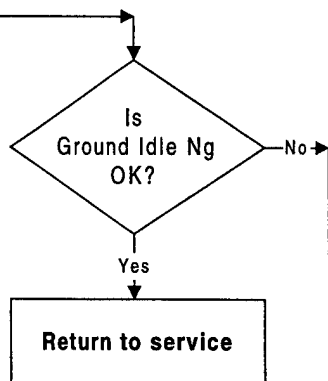 Is
Ground Idle Ng
OK?
No
Yes
Return to service